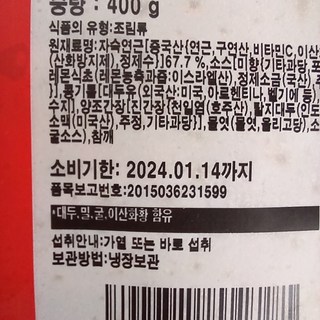 중량 : 400 g
식품의 유형:조림류
원재료명:자숙연근[중국산(연근,구연산,비타민C,이산
(산화방지제),정제수)]67.7 %,소스[미향{기타과당
레몬식초(레몬농축과즙:이스라엘산),정제소금(국산),
}],콩기름[대두유(외국산:미국,아르헨티나,벨기에 등)
수지],양조간장[진간장{천일염(호주산),탈지대두(인도
소맥(미국산),주정,기타과당}],물엿(물엿,올리고당),
굴소스),참깨
소비기한: 2024.01.14까지
품목보고번호:2015036231599
*대두,밀,굴,이산화황 함유
섭취안내:가열 또는 바로 섭취
보관방법:냉장보관